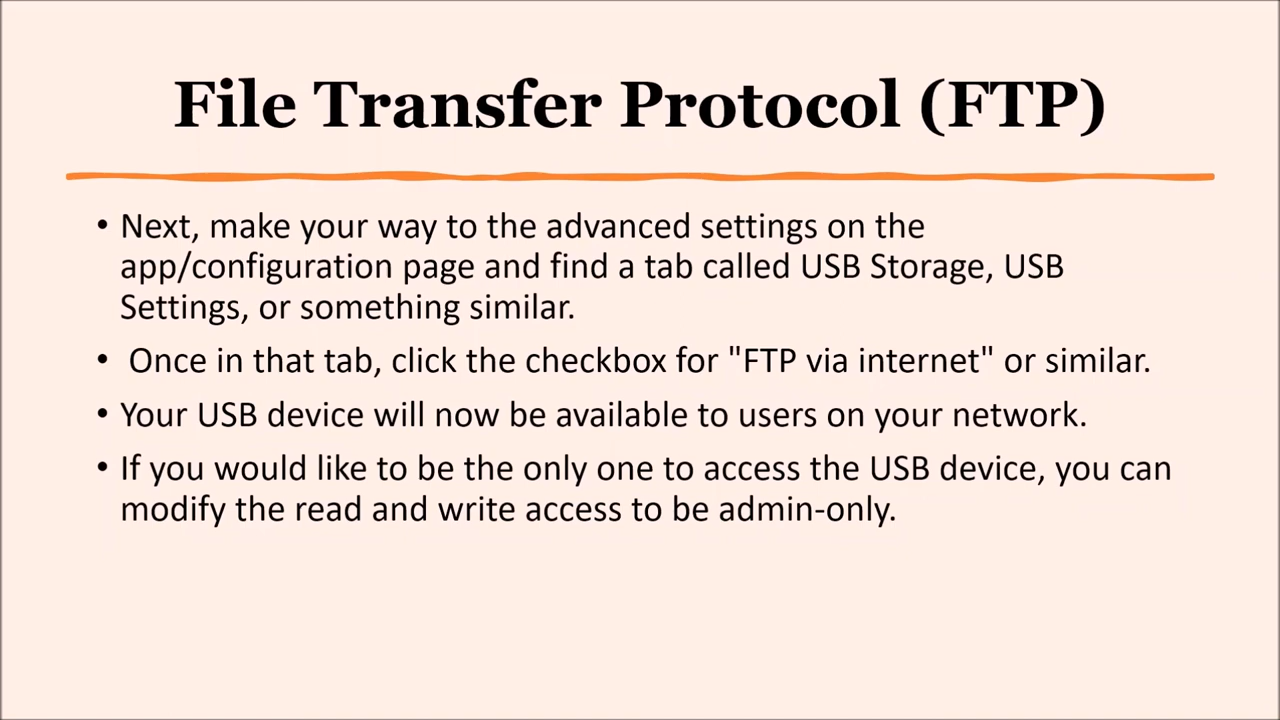 File Transfer Protocol (FTP)
• Next, make your way to the advanced settings on the
app/configuration page and find a tab called USB Storage, USB
Settings, or something similar.
• Once in that tab, click the checkbox for "FTP via internet" or similar.
• Your USB device will now be available to users on your network.
• If you would like to be the only one to access the USB device, you can
modify the read and write access to be admin-only.